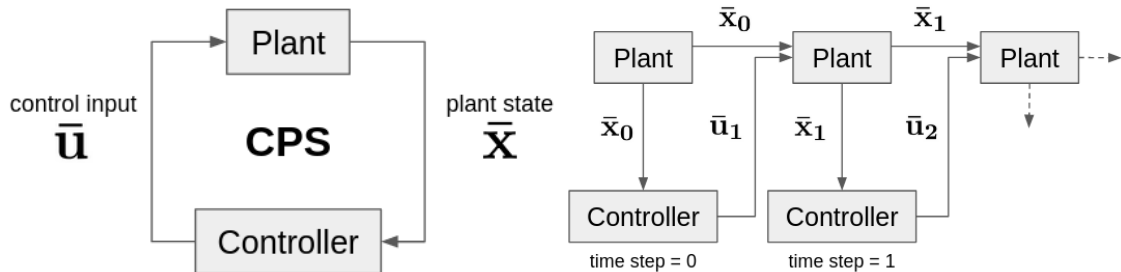 Plant
control input
ū
CPS
plant state
x̄
Controller
x̄₀
x̄₁
Plant
Plant
Plant
x̄₀
ū₁
x̄₁
ū₂
Controller
Controller
time step = 0
time step = 1